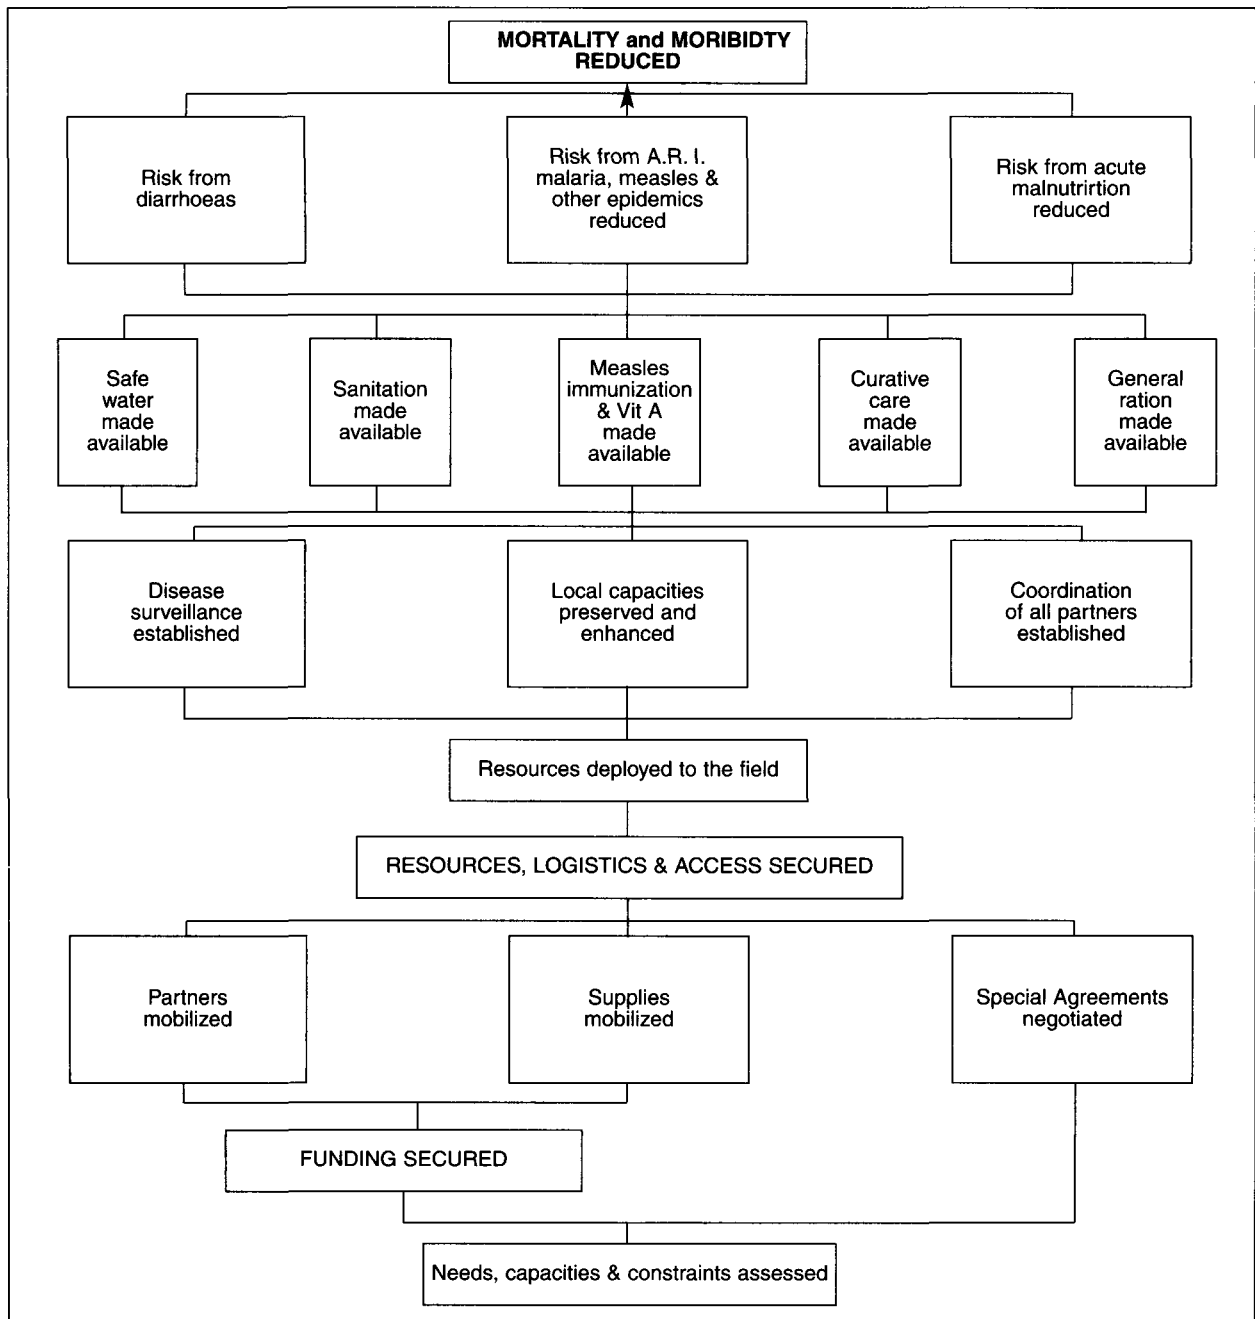 MORTALITY and MORIBIDTY
REDUCED
Risk from
diarrhoeas
Risk from A.R. I.
malaria, measles &
other epidemics
reduced
Risk from acute
malnutrirtion
reduced
Safe
water
made
available
Sanitation
made
available
Measles
immunization
& Vit A
made
available
Curative
care
made
available
General
ration
made
available
Disease
surveillance
established
Local capacities
preserved and
enhanced
Coordination
of all partners
established
Resources deployed to the field
RESOURCES, LOGISTICS & ACCESS SECURED
Partners
mobilized
Supplies
mobilized
Special Agreements
negotiated
FUNDING SECURED
Needs, capacities & constraints assessed